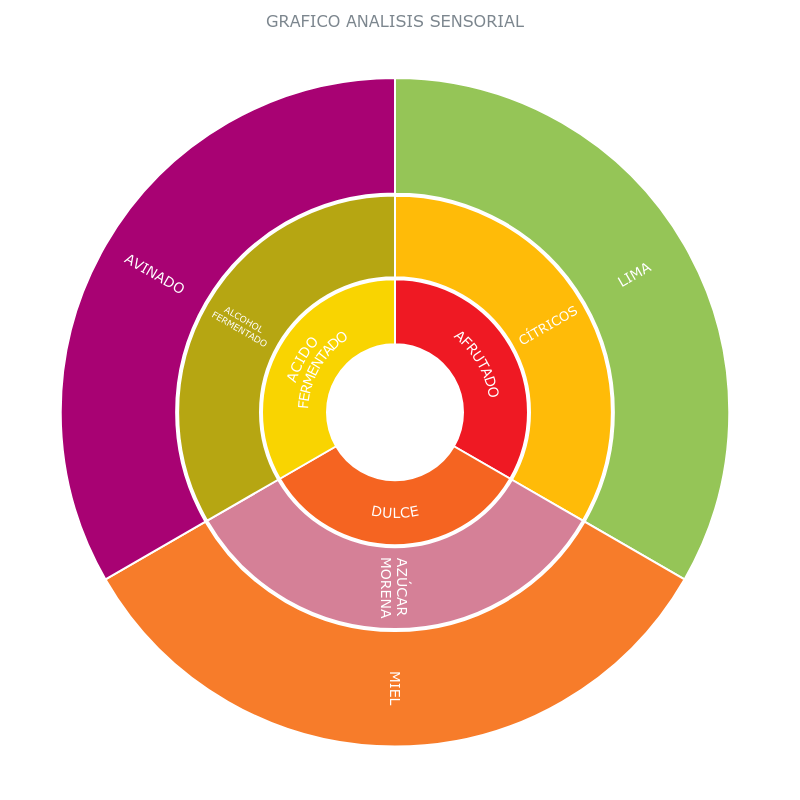 GRAFICO ANALISIS SENSORIAL
AFRUTADO
CÍTRICOS
LIMA
DULCE
AZÚCAR
MORENA
MIEL
ACIDO
FERMENTADO
ALCOHOL
FERMENTADO
AVINADO